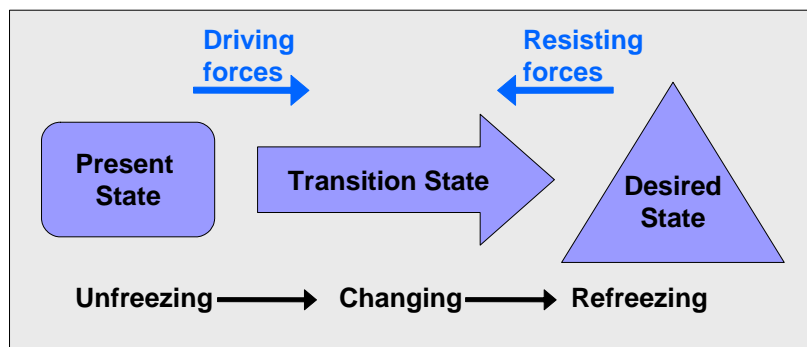 Driving
forces
Resisting
forces
Present
State
Transition State
Desired
State
Unfreezing
Changing
Refreezing